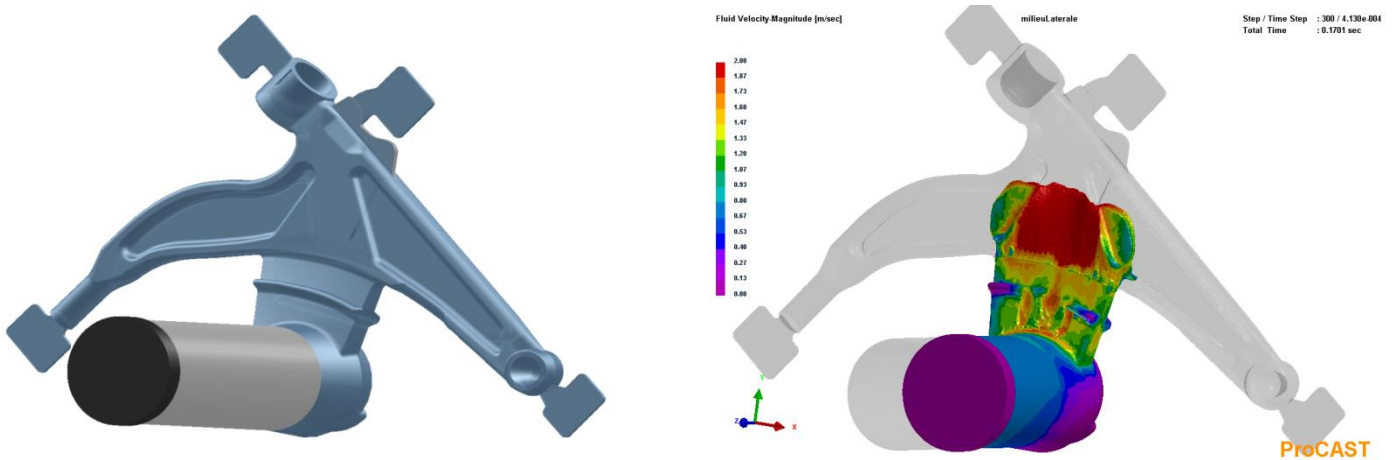 Fluid Velocity-Magnitude [m/sec]
milieuLaterale
Step / Time Step : 300 / 4.130e-004
Total Time : 0.1701 sec
2.00
1.87
1.73
1.60
1.47
1.33
1.20
1.07
0.93
0.80
0.67
0.53
0.40
0.27
0.13
0.00
Y
Z
X
ProCAST